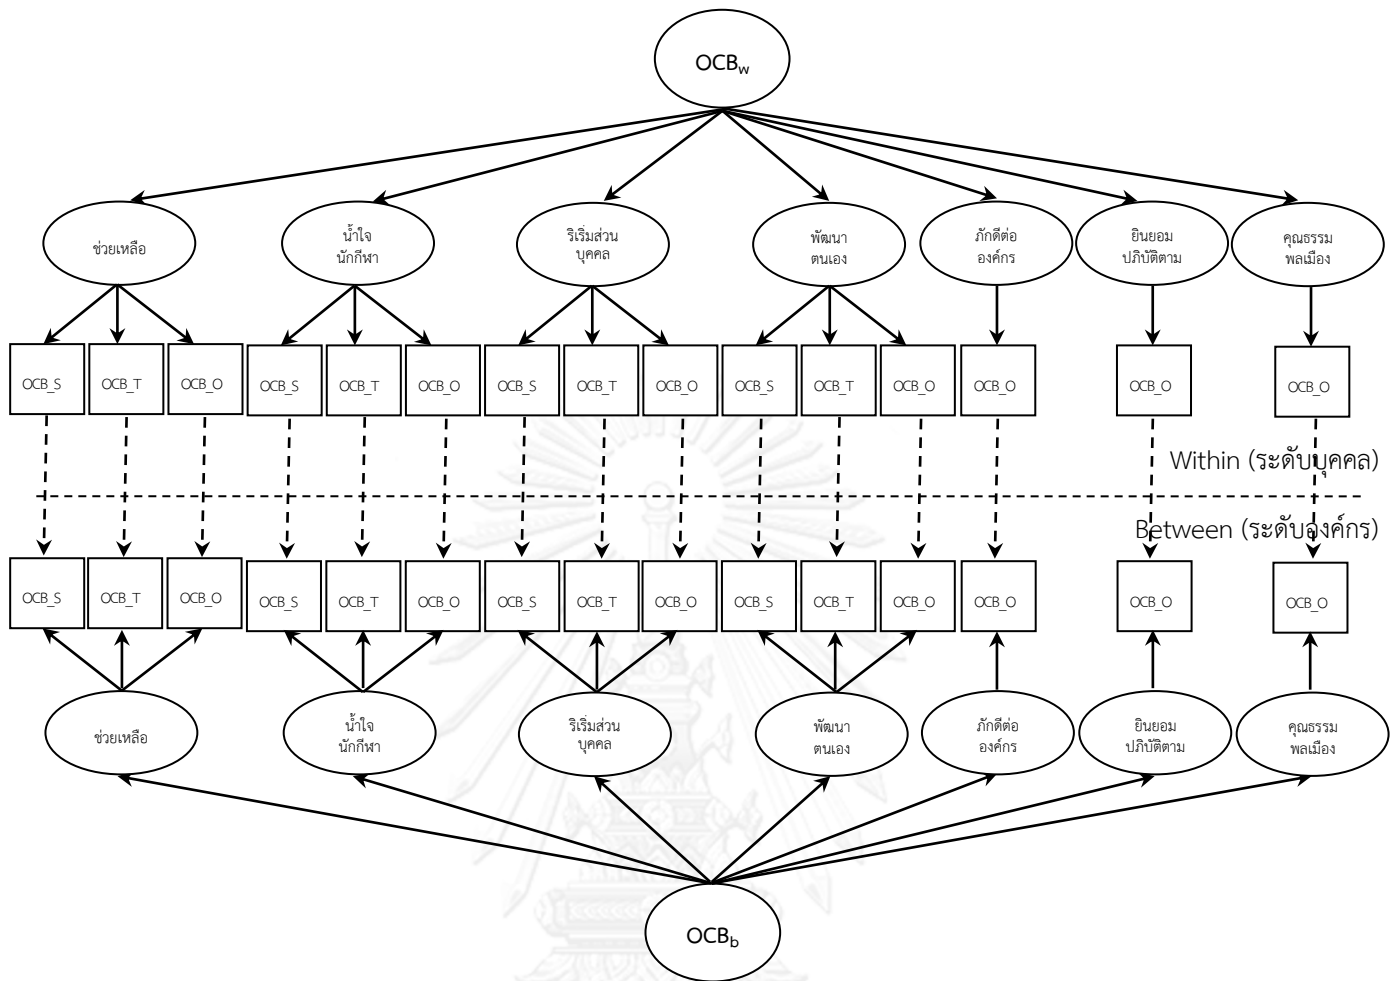 OCBw
ช่วยเหลือ
น้ำใจ
นักกีฬา
ริเริ่มส่วน
บุคคล
พัฒนา
ตนเอง
ภักดีต่อ
องค์กร
ยินยอม
ปฏิบัติตาม
คุณธรรม
พลเมือง
OCB_S OCB_T OCB_O OCB_S OCB_T OCB_O OCB_S OCB_T OCB_O OCB_S OCB_T OCB_O OCB_O OCB_O OCB_O
Within (ระดับบุคคล)
Between (ระดับองค์กร)
OCB_S OCB_T OCB_O OCB_S OCB_T OCB_O OCB_S OCB_T OCB_O OCB_S OCB_T OCB_O OCB_O OCB_O OCB_O
ช่วยเหลือ
น้ำใจ
นักกีฬา
ริเริ่มส่วน
บุคคล
พัฒนา
ตนเอง
ภักดีต่อ
องค์กร
ยินยอม
ปฏิบัติตาม
คุณธรรม
พลเมือง
OCBb